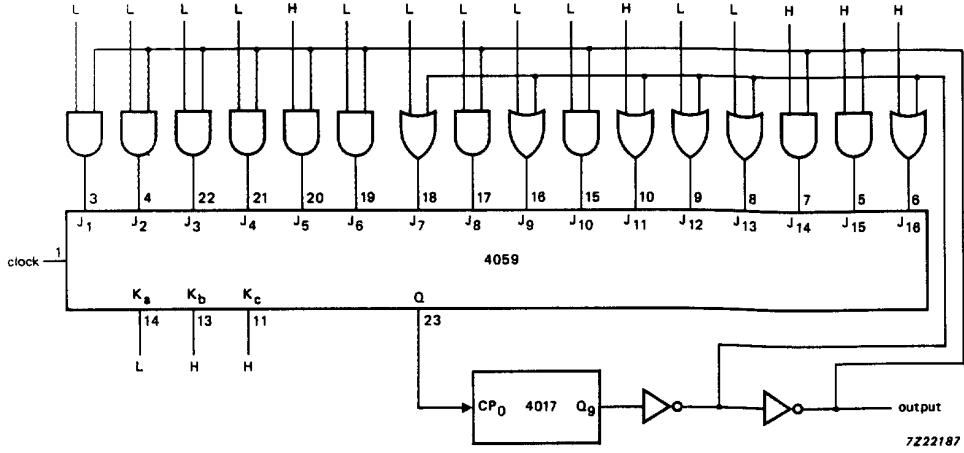 L L L L H L L L L L H L L H H H
3 4 22 21 20 19 18 17 16 15 10 9 8 7 5 6
J1 J2 J3 J4 J5 J6 J7 J8 J9 J10 J11 J12 J13 J14 J15 J16
clock 1 4059
Ka Kb Kc Q
14 13 11 23
L H H
CP0 4017 Q9 output
7Z22187